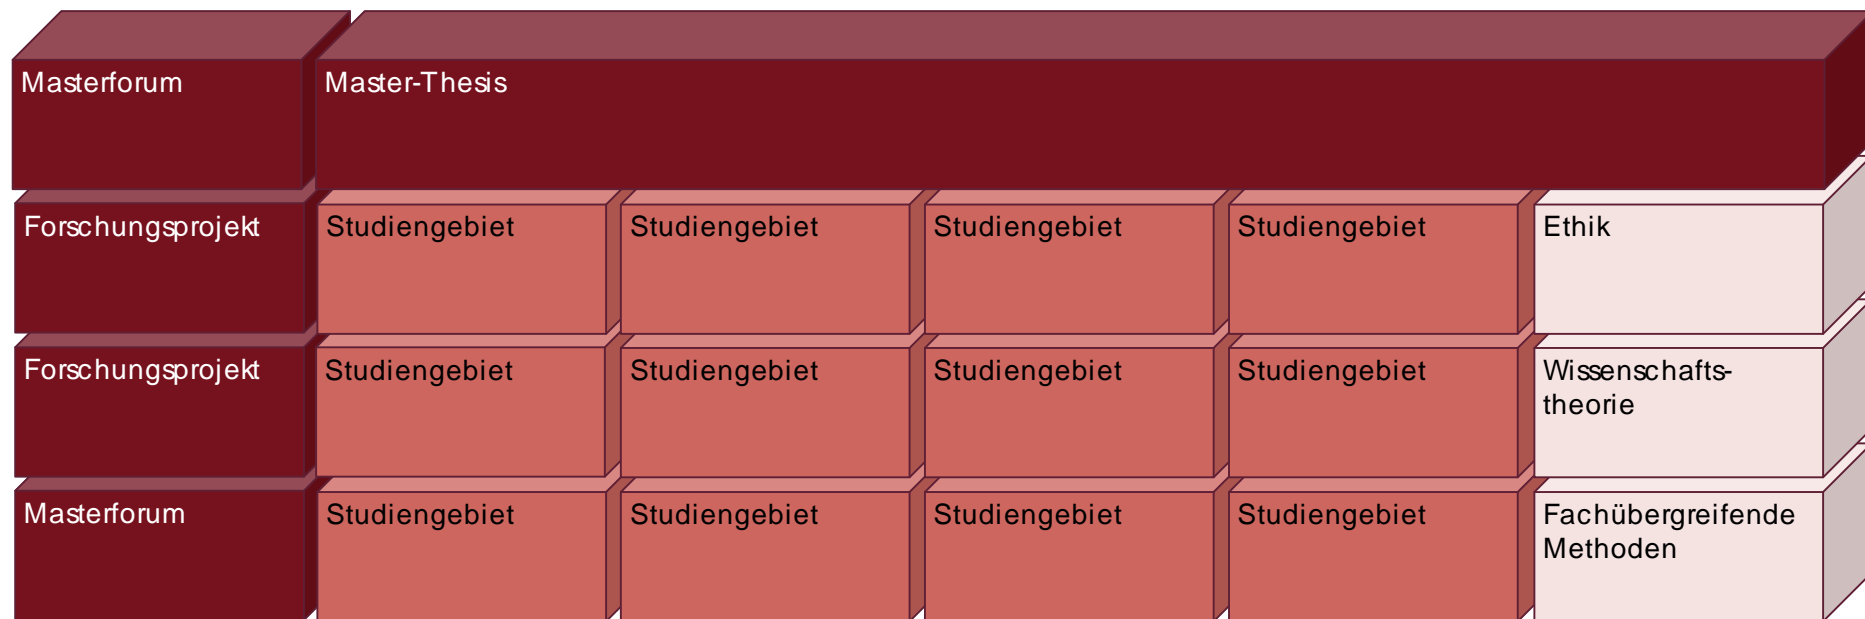 Masterforum
Master-Thesis
Forschungsprojekt
Studiengebiet
Studiengebiet
Studiengebiet
Studiengebiet
Ethik
Forschungsprojekt
Studiengebiet
Studiengebiet
Studiengebiet
Studiengebiet
Wissenschafts-
theorie
Masterforum
Studiengebiet
Studiengebiet
Studiengebiet
Studiengebiet
Fachübergreifende
Methoden